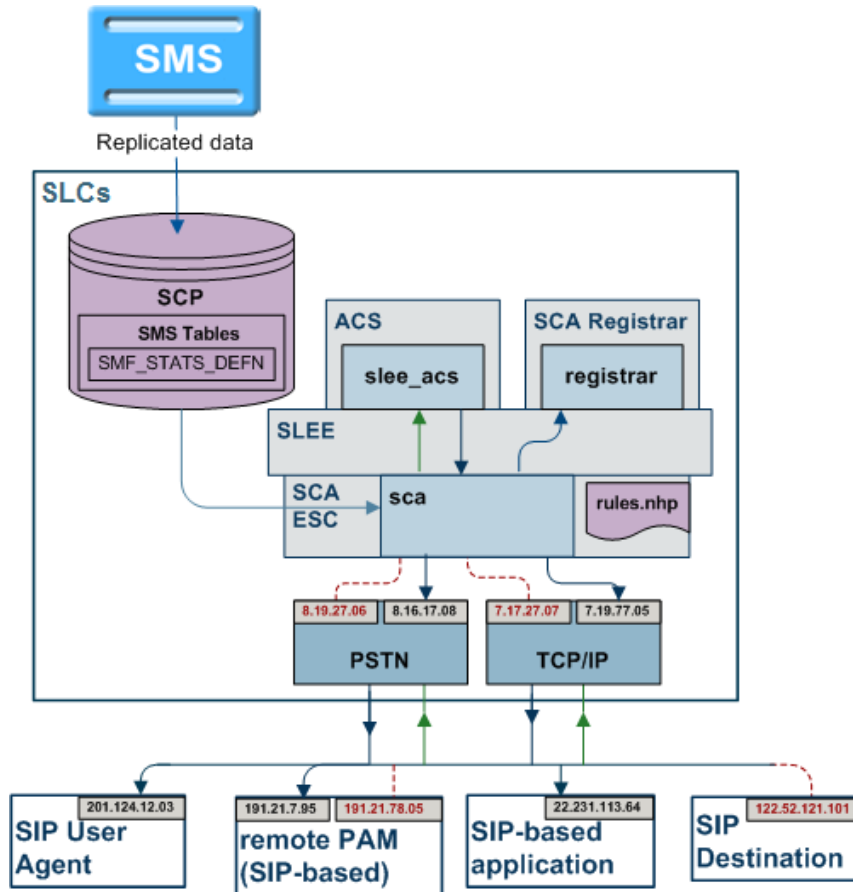 SMS
Replicated data
SLCs
SCP
SMS Tables
SMF_STATS_DEFN
ACS
SCA Registrar
slee_acs
registrar
SLEE
SCA
ESC
sca
rules.nhp
8.19.27.06
8.16.17.08
7.17.27.07
7.19.77.05
PSTN
TCP/IP
201.124.12.03
SIP User
Agent
191.21.7.95
191.21.78.05
remote PAM
(SIP-based)
22.231.113.64
SIP-based
application
122.52.121.101
SIP
Destination